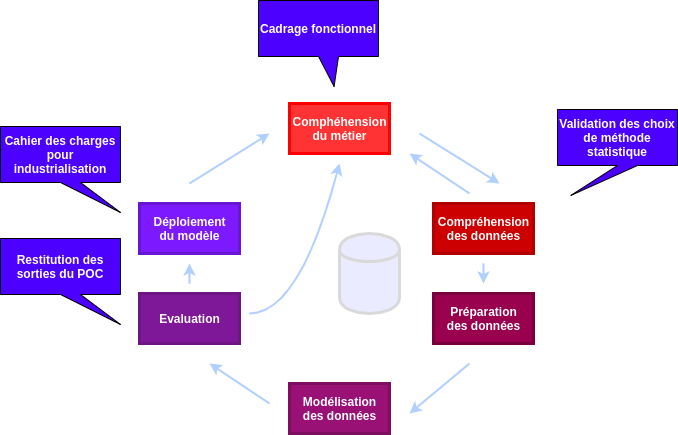 Cadrage fonctionnel
Comphéhension
du métier
Validation des choix
de méthode
statistique
Cahier des charges
pour
industrialisation
Déploiement
du modèle
Compréhension
des données
Restitution des
sorties du POC
Evaluation
Préparation
des données
Modélisation
des données